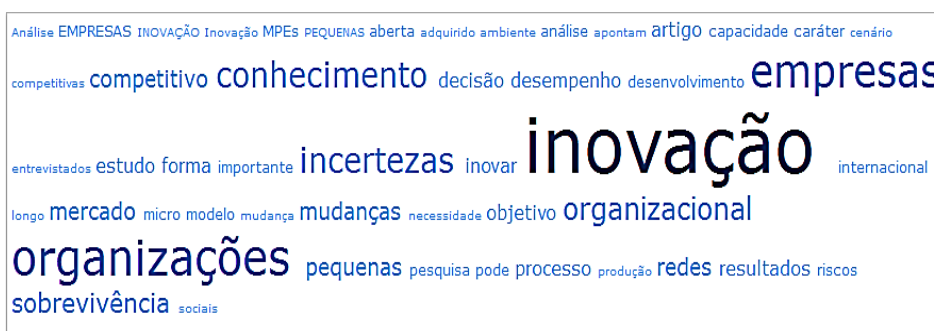 Análise EMPRESAS INOVAÇÃO Inovação MPEs PEQUENAS aberta adquirido ambiente análise apontam artigo capacidade caráter cenário
competitivas competitivo conhecimento decisão desempenho desenvolvimento empresas
entrevistados estudo forma importante incertezas inovar inovação internacional
longo mercado micro modelo mudança mudanças necessidade objetivo organizacional
organizações pequenas pesquisa pode processo produção redes resultados riscos
sobrevivência sociais